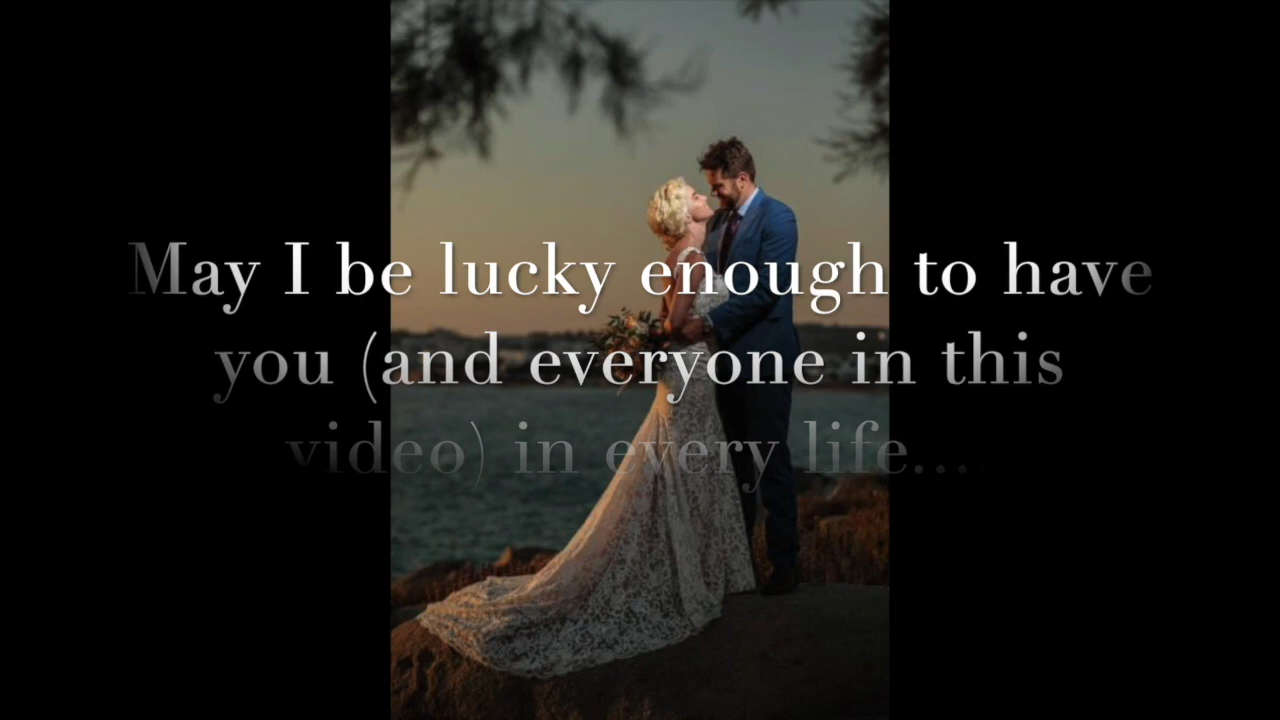 May I be lucky enough to have
you (and everyone in this
video) in every life....